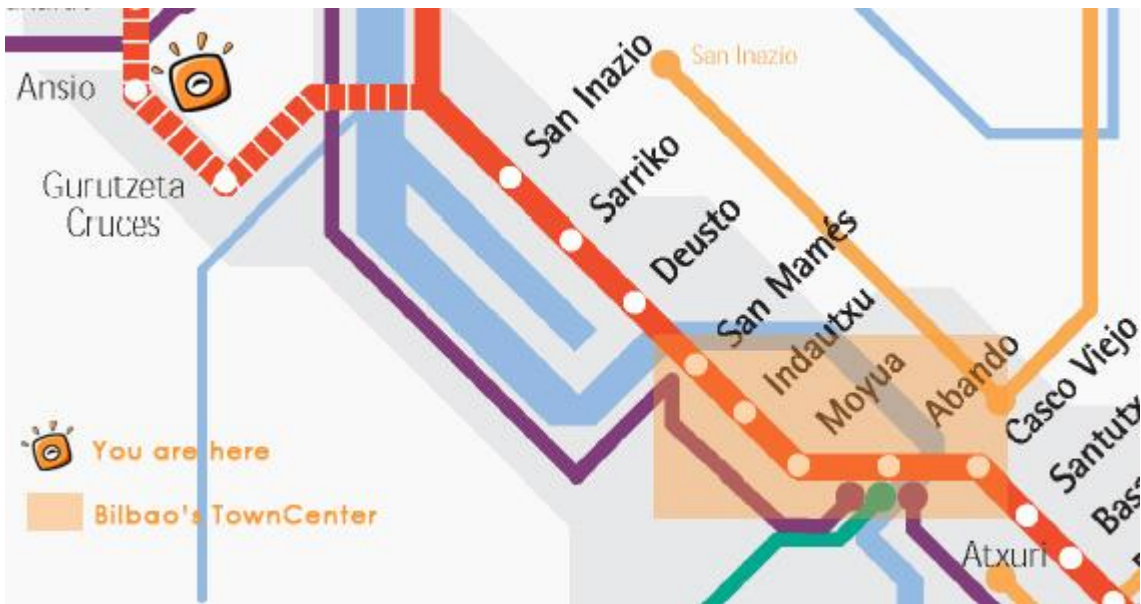 Ansio
Gurutzeta
Cruces
San Inazio
Sarriko
Deusto
San Mamés
Indautxu
Moyua
Abando
Casco Viejo
San Inazio
Atxuri
You are here
Bilbao's TownCenter